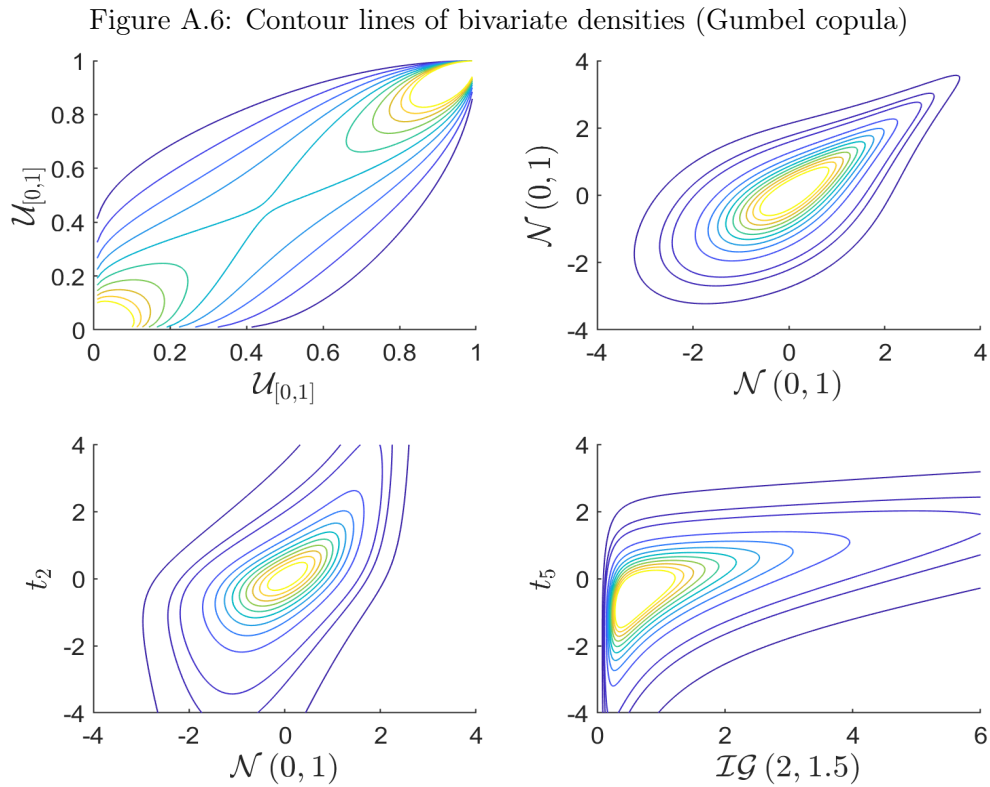 Figure A.6: Contour lines of bivariate densities (Gumbel copula)
1
0.8
0.6
0.4
0.2
0
0 0.2 0.4 0.6 0.8 1
𝒰[0,1]
𝒰[0,1]
4
2
0
-2
-4
-4 -2 0 2 4
𝒩 (0, 1)
𝒩 (0, 1)
4
2
0
-2
-4
-4 -2 0 2 4
t₂
𝒩 (0, 1)
4
2
0
-2
-4
0 2 4 6
t₅
ℐ𝒢 (2, 1.5)